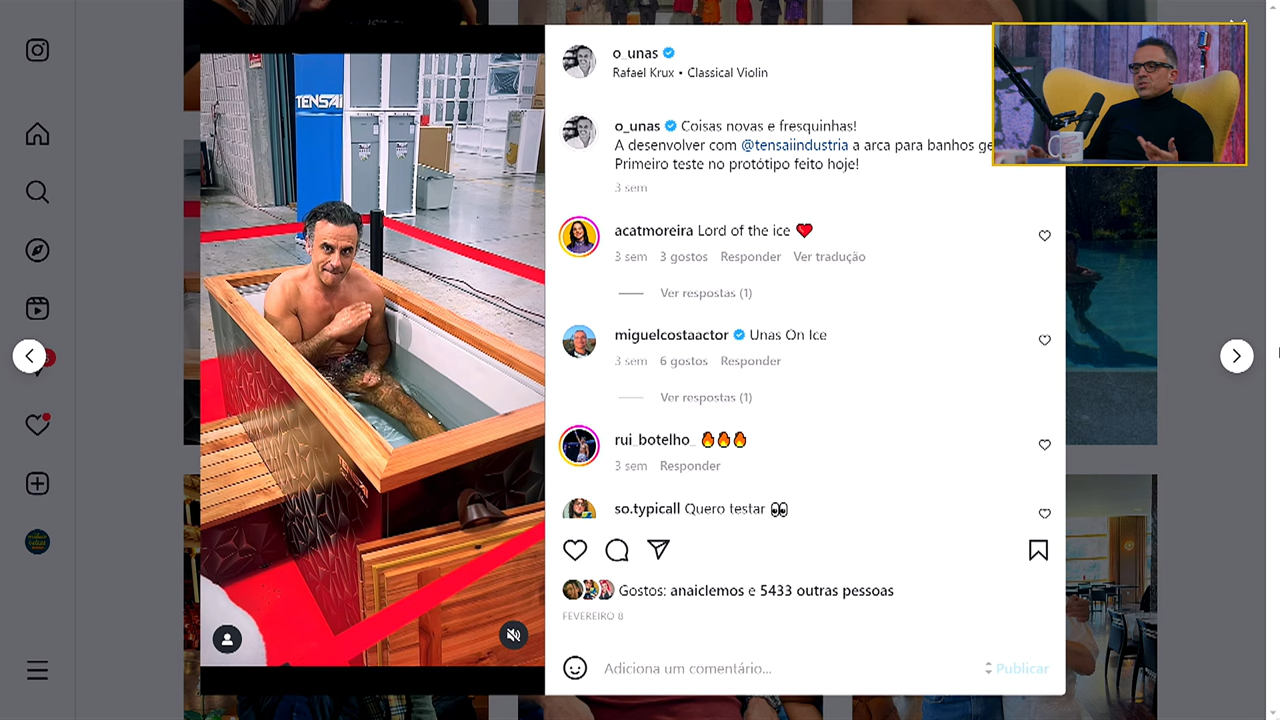 TENSAI
TENSAI
o_unas
Rafael Krux • Classical Violin
o_unas Coisas novas e fresquinhas!
A desenvolver com @tensaiindustria a arca para banhos ge
Primeiro teste no protótipo feito hoje!
3 sem
acatmoreira Lord of the ice ❤️
3 sem 3 gostos Responder Ver tradução
Ver respostas (1)
miguelcostaactor Unas On Ice
3 sem 6 gostos Responder
Ver respostas (1)
rui_botelho_ 🔥🔥🔥
3 sem Responder
so.typicall Quero testar 👀
Gostos: anaiclemos e 5433 outras pessoas
FEVEREIRO 8
Adiciona um comentário...
Publicar